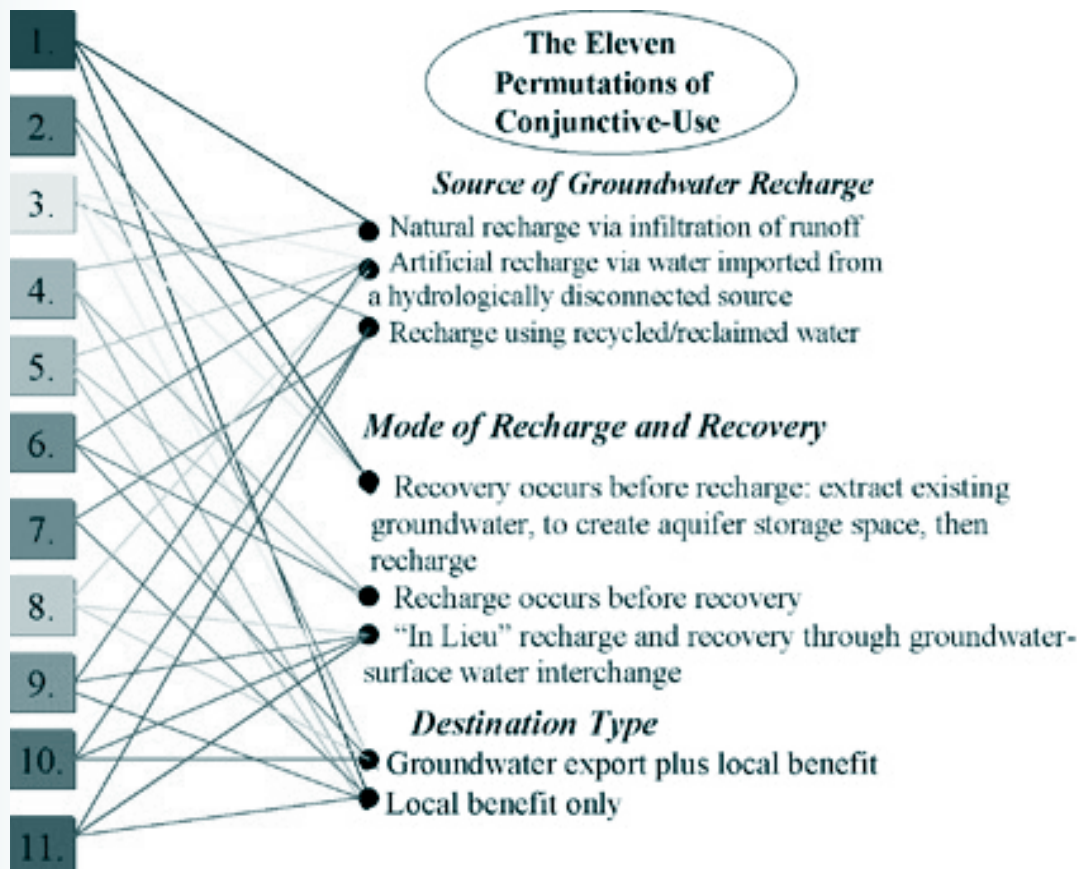 1.
2.
3.
4.
5.
6.
7.
8.
9.
10.
11.
The Eleven
Permutations of
Conjunctive-Use
Source of Groundwater Recharge
Natural recharge via infiltration of runoff
Artificial recharge via water imported from
a hydrologically disconnected source
Recharge using recycled/reclaimed water
Mode of Recharge and Recovery
Recovery occurs before recharge: extract existing
groundwater, to create aquifer storage space, then
recharge
Recharge occurs before recovery
“In Lieu” recharge and recovery through groundwater-
surface water interchange
Destination Type
Groundwater export plus local benefit
Local benefit only